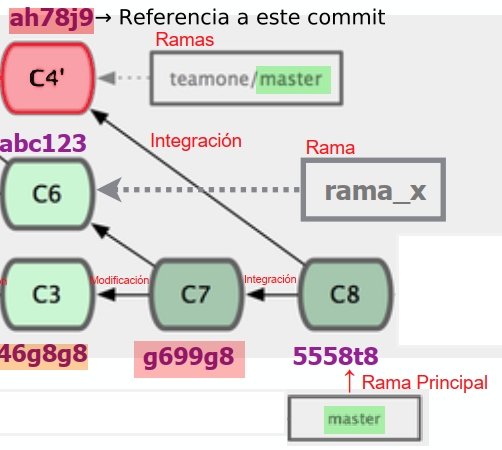 ah78j9 → Referencia a este commit
Ramas
C4'
teamone/master
abc123
Integración
Rama
C6
rama_x
Modificación
Integración
C3
C7
C8
46g8g8
g699g8
5558t8
↑ Rama Principal
master